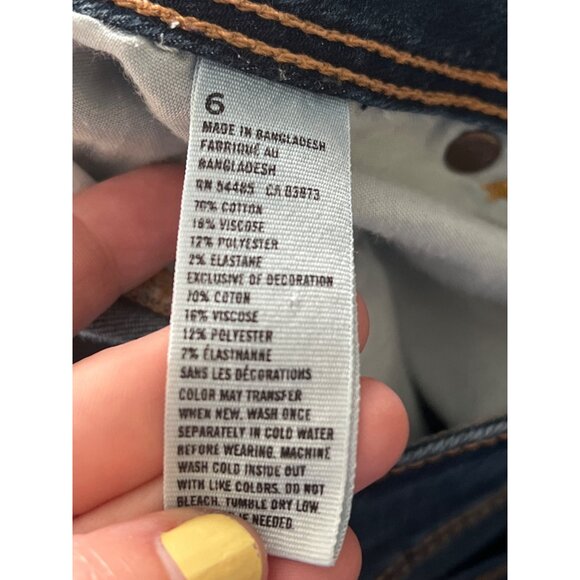 6
MADE IN BANGLADESH
FABRIQUÉ AU
BANGLADESH
RN 54485 CA 03973
70% COTTON
16% VISCOSE
12% POLYESTER
2% ELASTANE
EXCLUSIVE OF DECORATION
70% COTON
16% VISCOSE
12% POLYESTER
2% ÉLASTHANNE
SANS LES DÉCORATIONS
COLOR MAY TRANSFER
WHEN NEW. WASH ONCE
SEPARATELY IN COLD WATER
BEFORE WEARING. MACHINE
WASH COLD INSIDE OUT
WITH LIKE COLORS. DO NOT
BLEACH. TUMBLE DRY LOW
NEEDED